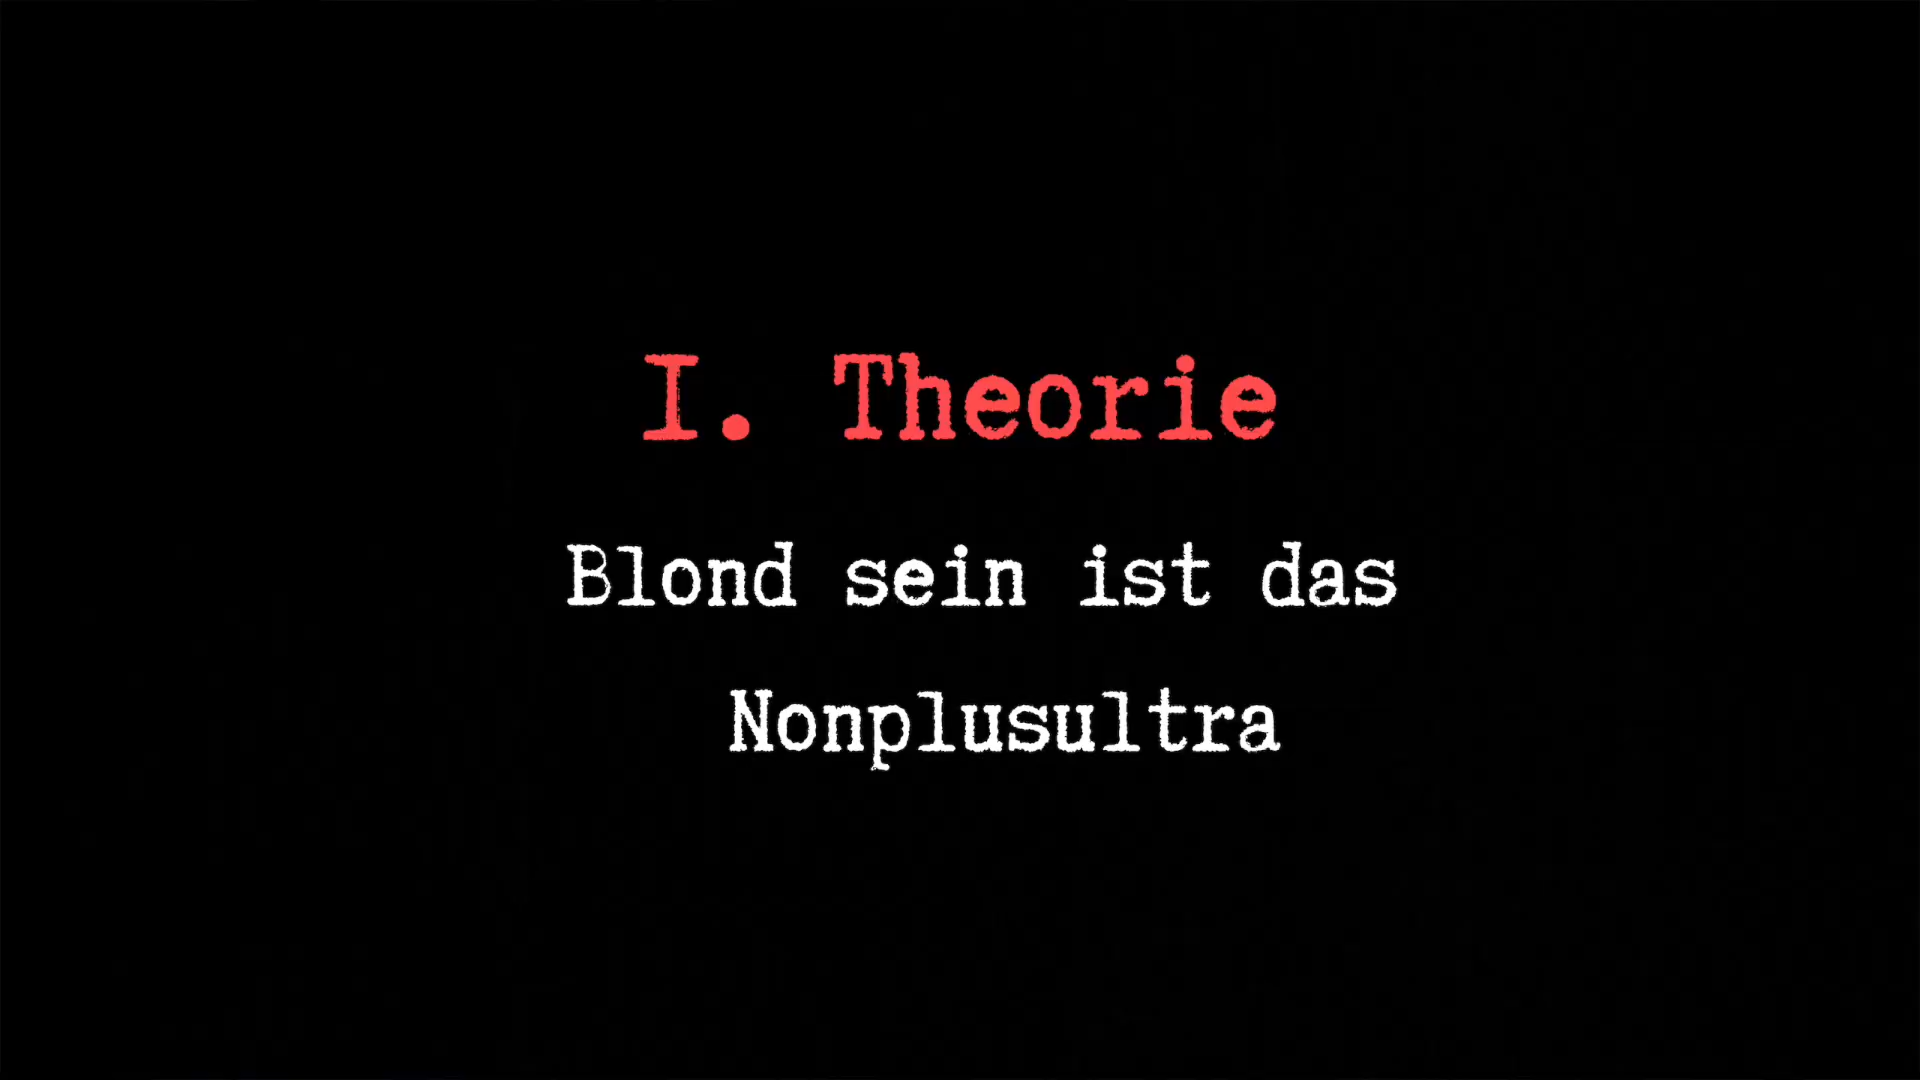 I. Theorie
Blond sein ist das
Nonplusultra